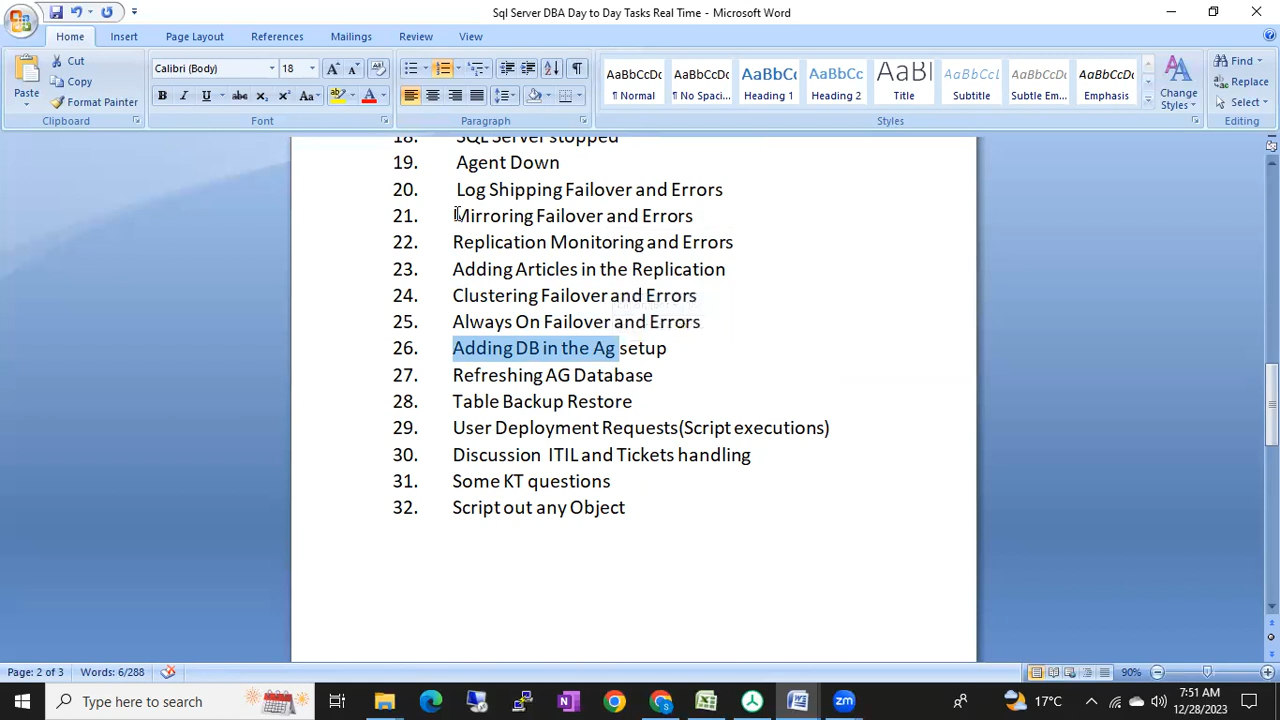 Sql Server DBA Day to Day Tasks Real Time - Microsoft Word
Home Insert Page Layout References Mailings Review View
Paste
Cut
Copy
Format Painter
Clipboard
Calibri (Body) 18
Font
Paragraph
AaBbCcDc AaBbCcDc AaBbC AaBbCc AaBl AaBbCcDc AaBbCcDc AaBbCcDc
¶ Normal ¶ No Spaci... Heading 1 Heading 2 Title Subtitle Subtle Em... Emphasis
Change Styles
Styles
Find
Replace
Select
Editing
18. SQL Server stopped
19. Agent Down
20. Log Shipping Failover and Errors
21. Mirroring Failover and Errors
22. Replication Monitoring and Errors
23. Adding Articles in the Replication
24. Clustering Failover and Errors
25. Always On Failover and Errors
26. Adding DB in the Ag setup
27. Refreshing AG Database
28. Table Backup Restore
29. User Deployment Requests(Script executions)
30. Discussion ITIL and Tickets handling
31. Some KT questions
32. Script out any Object
Page: 2 of 3 Words: 6/288 90%
Type here to search 17°C 7:51 AM
12/28/2023